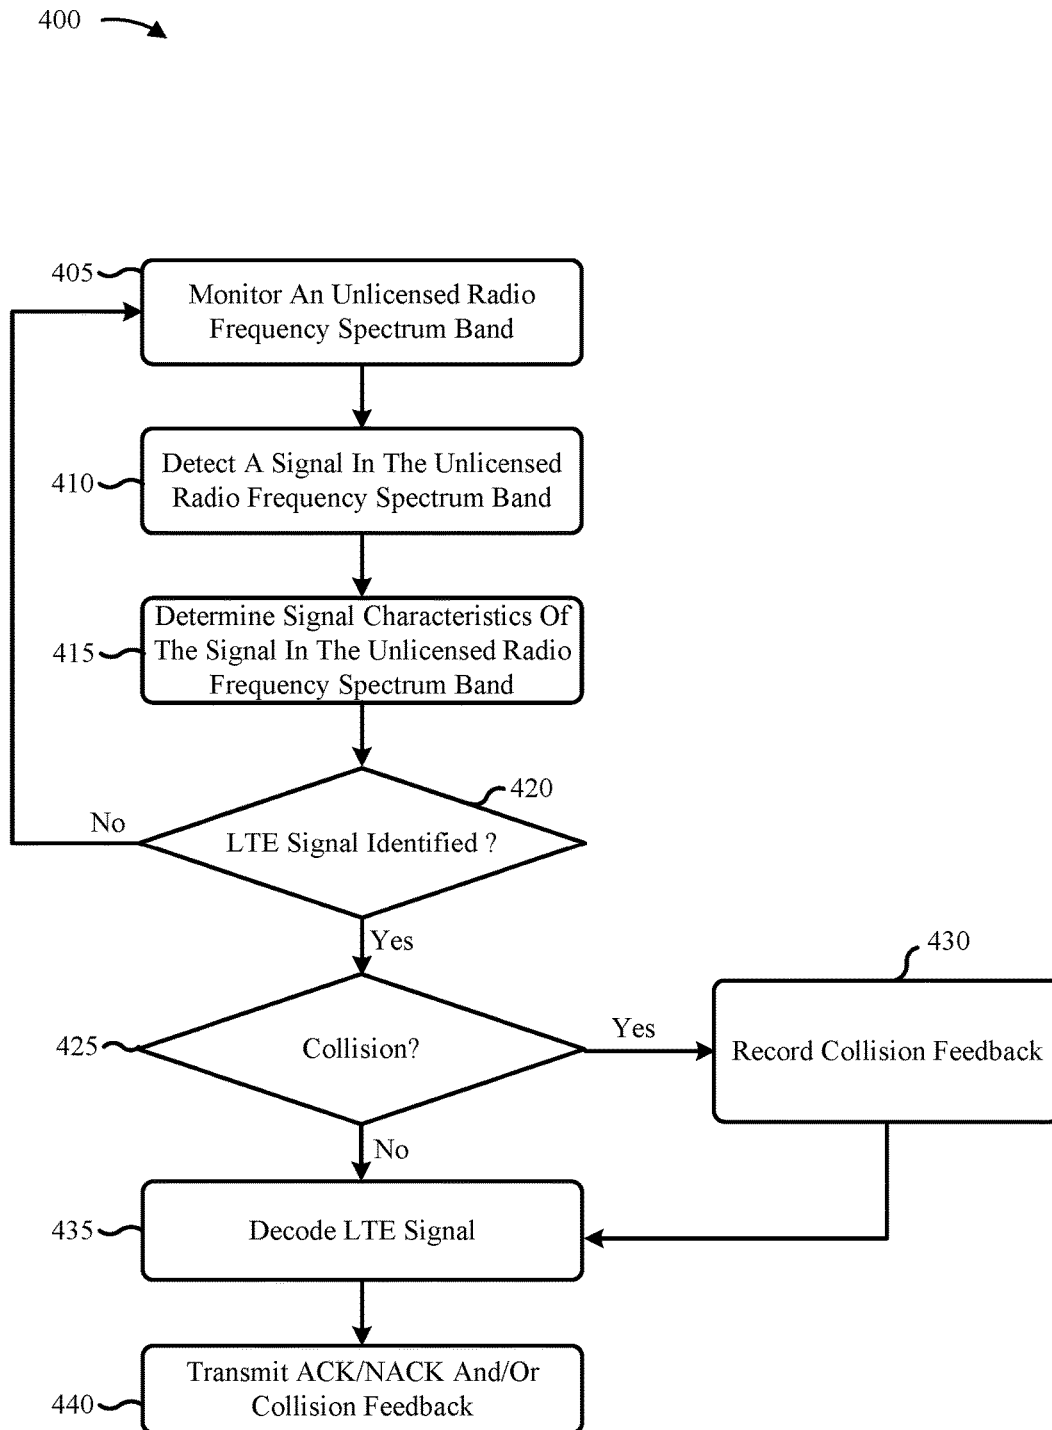 400
405
Monitor An Unlicensed Radio
Frequency Spectrum Band
410
Detect A Signal In The Unlicensed
Radio Frequency Spectrum Band
415
Determine Signal Characteristics Of
The Signal In The Unlicensed Radio
Frequency Spectrum Band
420
LTE Signal Identified ?
No
Yes
425
Collision?
Yes
430
Record Collision Feedback
No
435
Decode LTE Signal
440
Transmit ACK/NACK And/Or
Collision Feedback